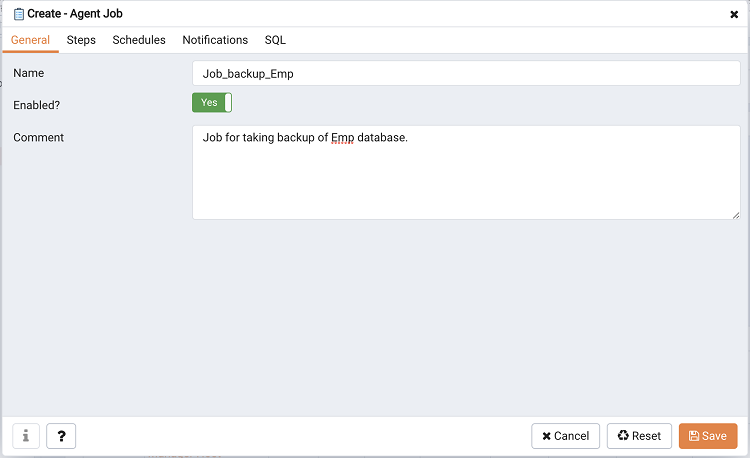 Create - Agent Job
General Steps Schedules Notifications SQL
Name Job_backup_Emp
Enabled? Yes
Comment Job for taking backup of Emp database.
i ? Cancel Reset Save